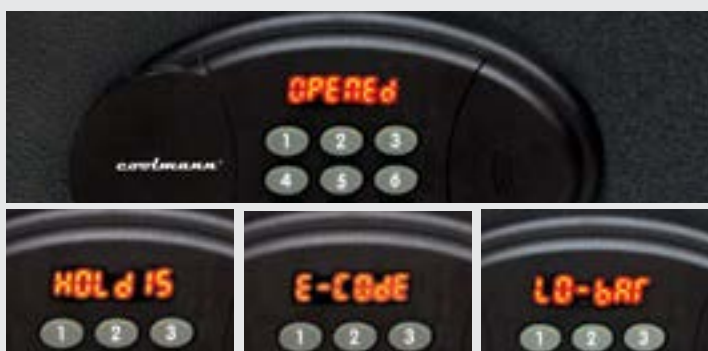 OPENEd
1 2 3
coolmann
4 5 6
HOLd 15
1 2 3
E-COdE
1 2 3
LO-bAt
1 2 3